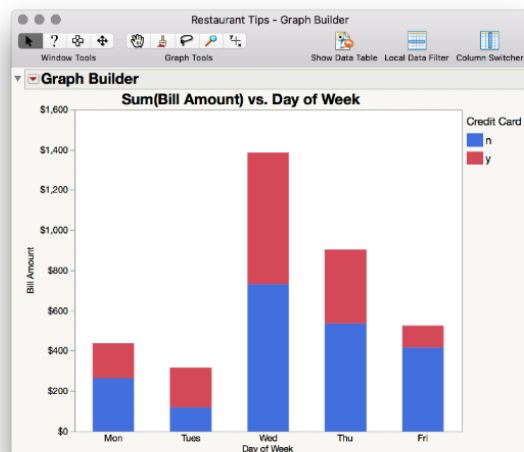 Restaurant Tips - Graph Builder
Window Tools
Graph Tools
Show Data Table Local Data Filter Column Switcher
Graph Builder
Sum(Bill Amount) vs. Day of Week
Credit Card
n
y
Bill Amount
$1,600
$1,400
$1,200
$1,000
$800
$600
$400
$200
$0
Mon Tues Wed Thu Fri
Day of Week